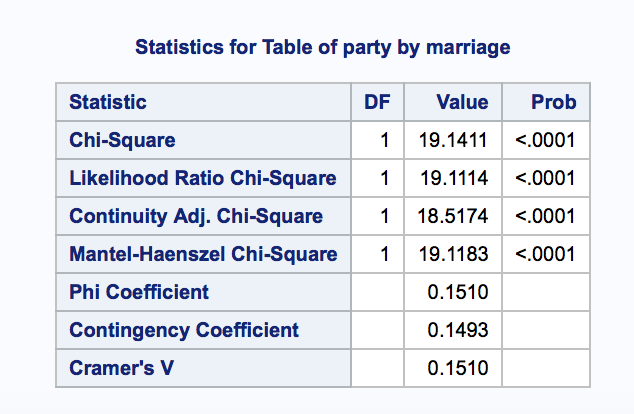 Statistics for Table of party by marriage
Statistic DF Value Prob
Chi-Square 1 19.1411 <.0001
Likelihood Ratio Chi-Square 1 19.1114 <.0001
Continuity Adj. Chi-Square 1 18.5174 <.0001
Mantel-Haenszel Chi-Square 1 19.1183 <.0001
Phi Coefficient 0.1510
Contingency Coefficient 0.1493
Cramer's V 0.1510